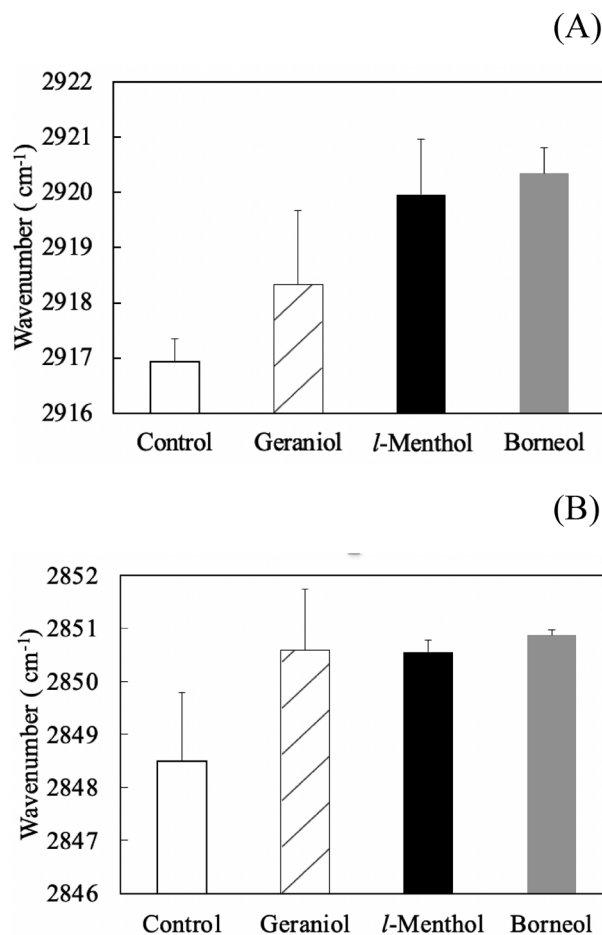 (A)
2922
2921
2920
2919
2918
2917
2916
Wavenumber ( cm-1)
Control Geraniol l-Menthol Borneol
(B)
2852
2851
2850
2849
2848
2847
2846
Wavenumber ( cm-1)
Control Geraniol l-Menthol Borneol